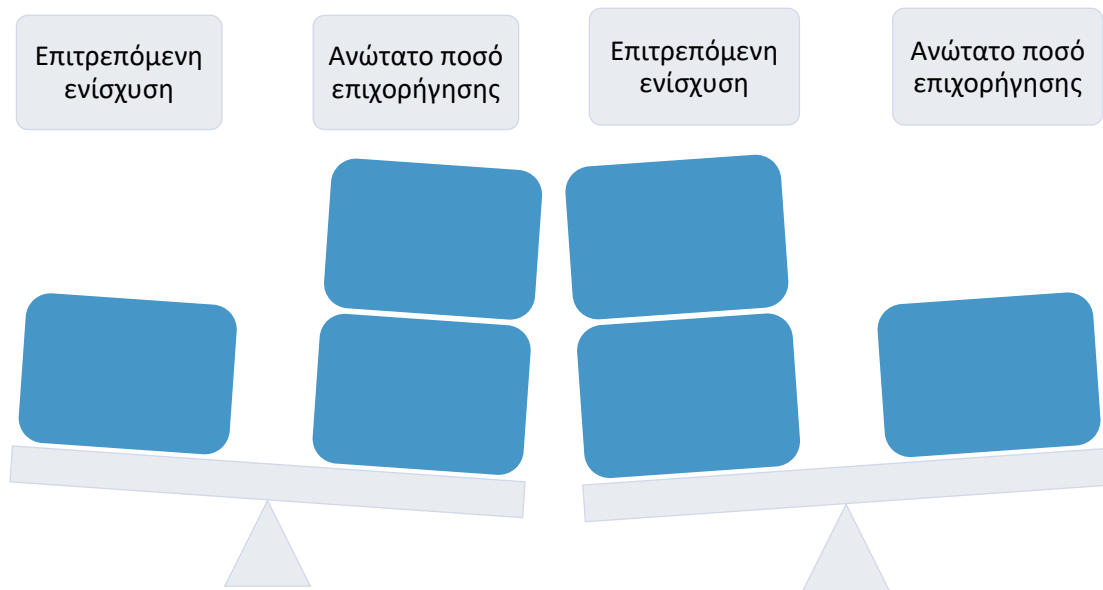 Επιτρεπόμενη
ενίσχυση
Ανώτατο ποσό
επιχορήγησης
Επιτρεπόμενη
ενίσχυση
Ανώτατο ποσό
επιχορήγησης